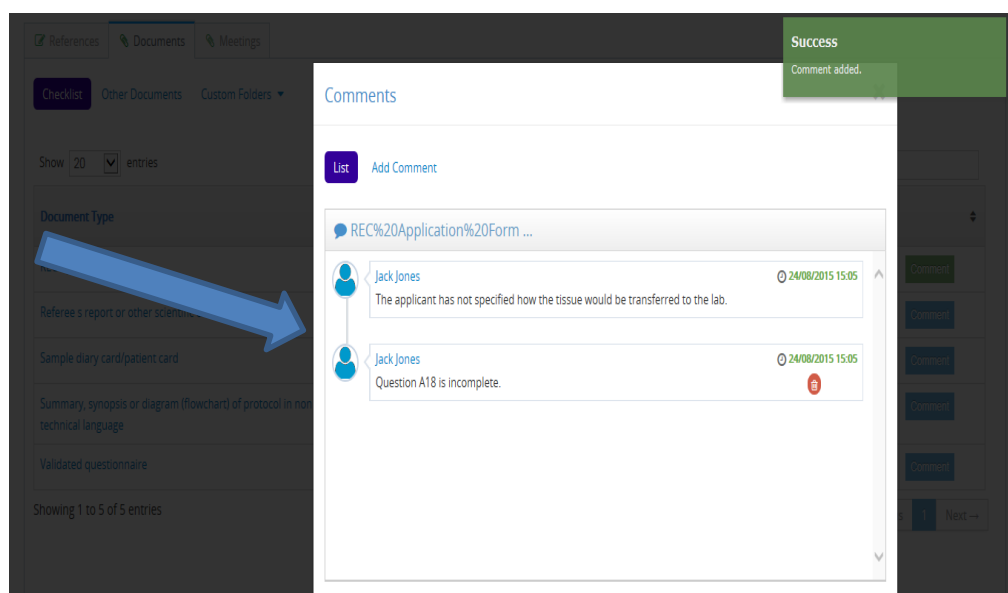 References Documents Meetings
Success
Comment added.
Checklist Other Documents Custom Folders
Comments
Show 20 entries
List Add Comment
Document Type
REC%20Application%20Form ...
Jack Jones 24/08/2015 15:05
The applicant has not specified how the tissue would be transferred to the lab.
Comment
Referee s report or other
Comment
Sample diary card/patient card
Jack Jones 24/08/2015 15:05
Question A18 is incomplete.
Comment
Summary, synopsis or diagram (flowchart) of protocol in non
technical language
Comment
Validated questionnaire
Comment
Showing 1 to 5 of 5 entries
1 Next →